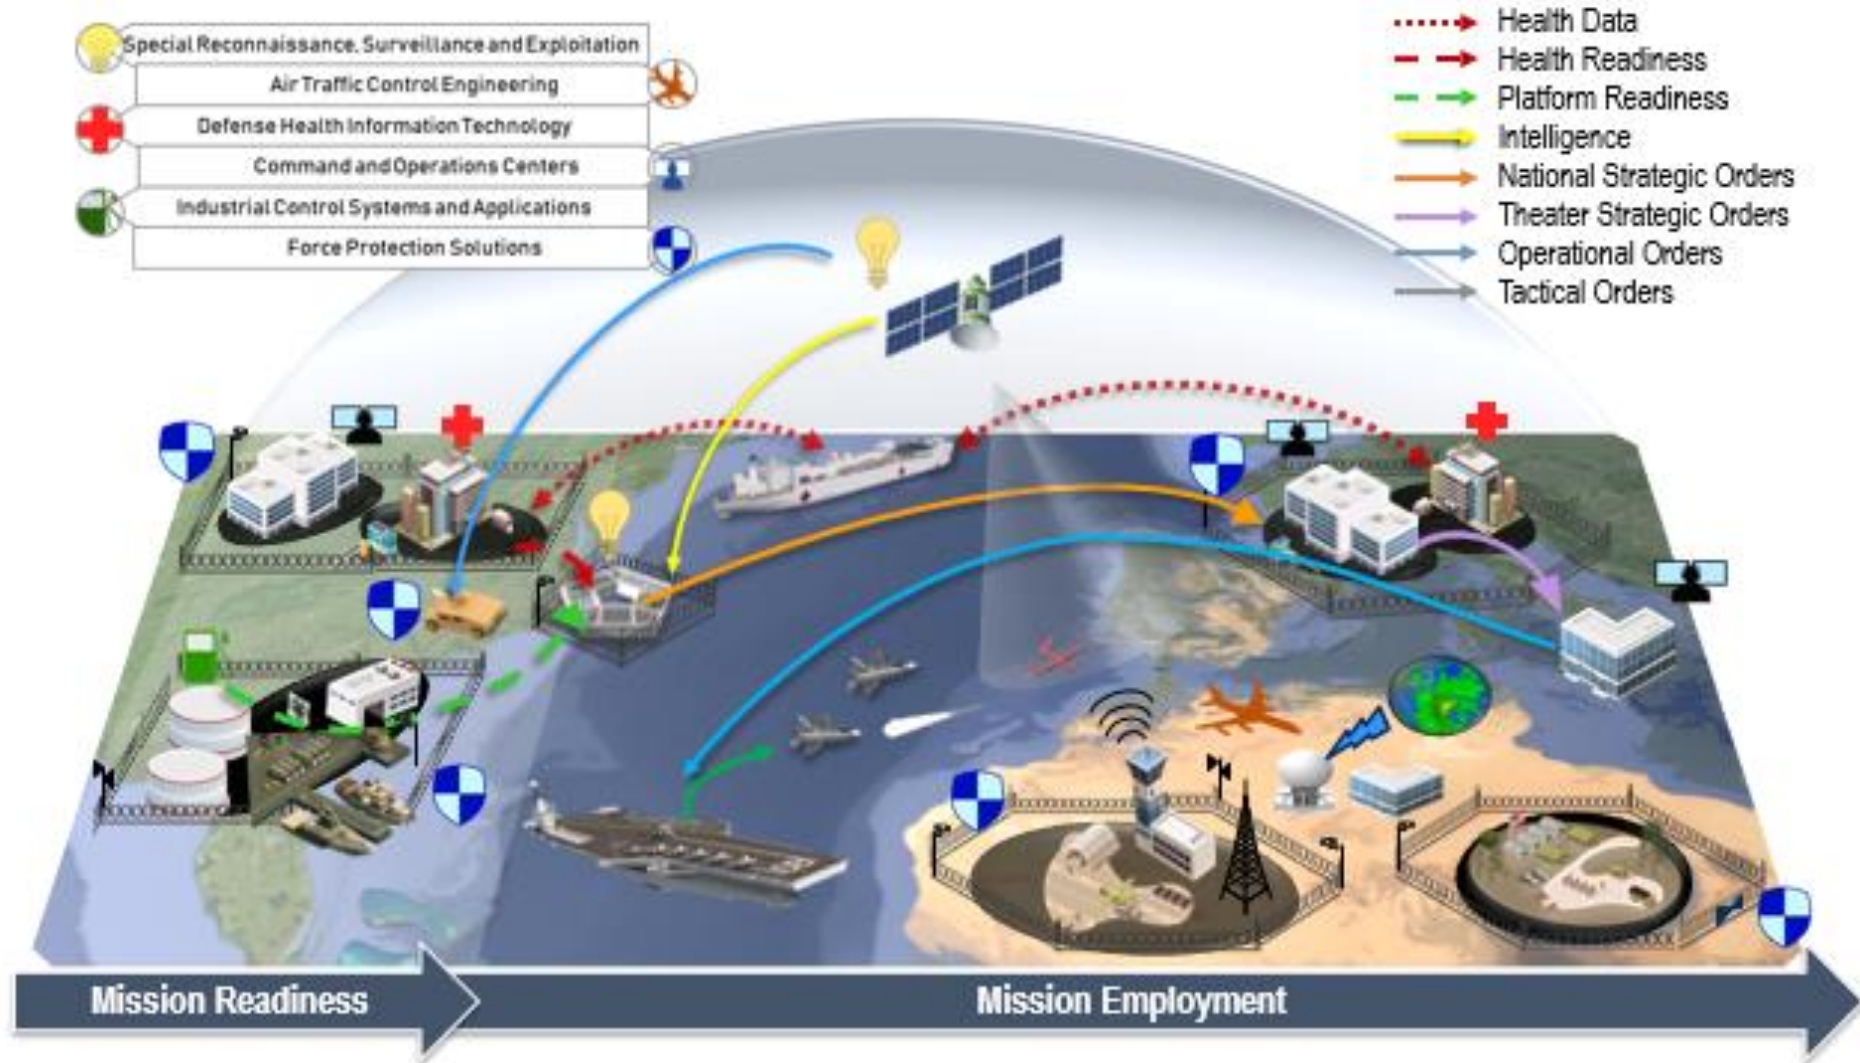 Special Reconnaissance, Surveillance and Exploitation
Air Traffic Control Engineering
Defense Health Information Technology
Command and Operations Centers
Industrial Control Systems and Applications
Force Protection Solutions
Health Data
Health Readiness
Platform Readiness
Intelligence
National Strategic Orders
Theater Strategic Orders
Operational Orders
Tactical Orders
Mission Readiness
Mission Employment